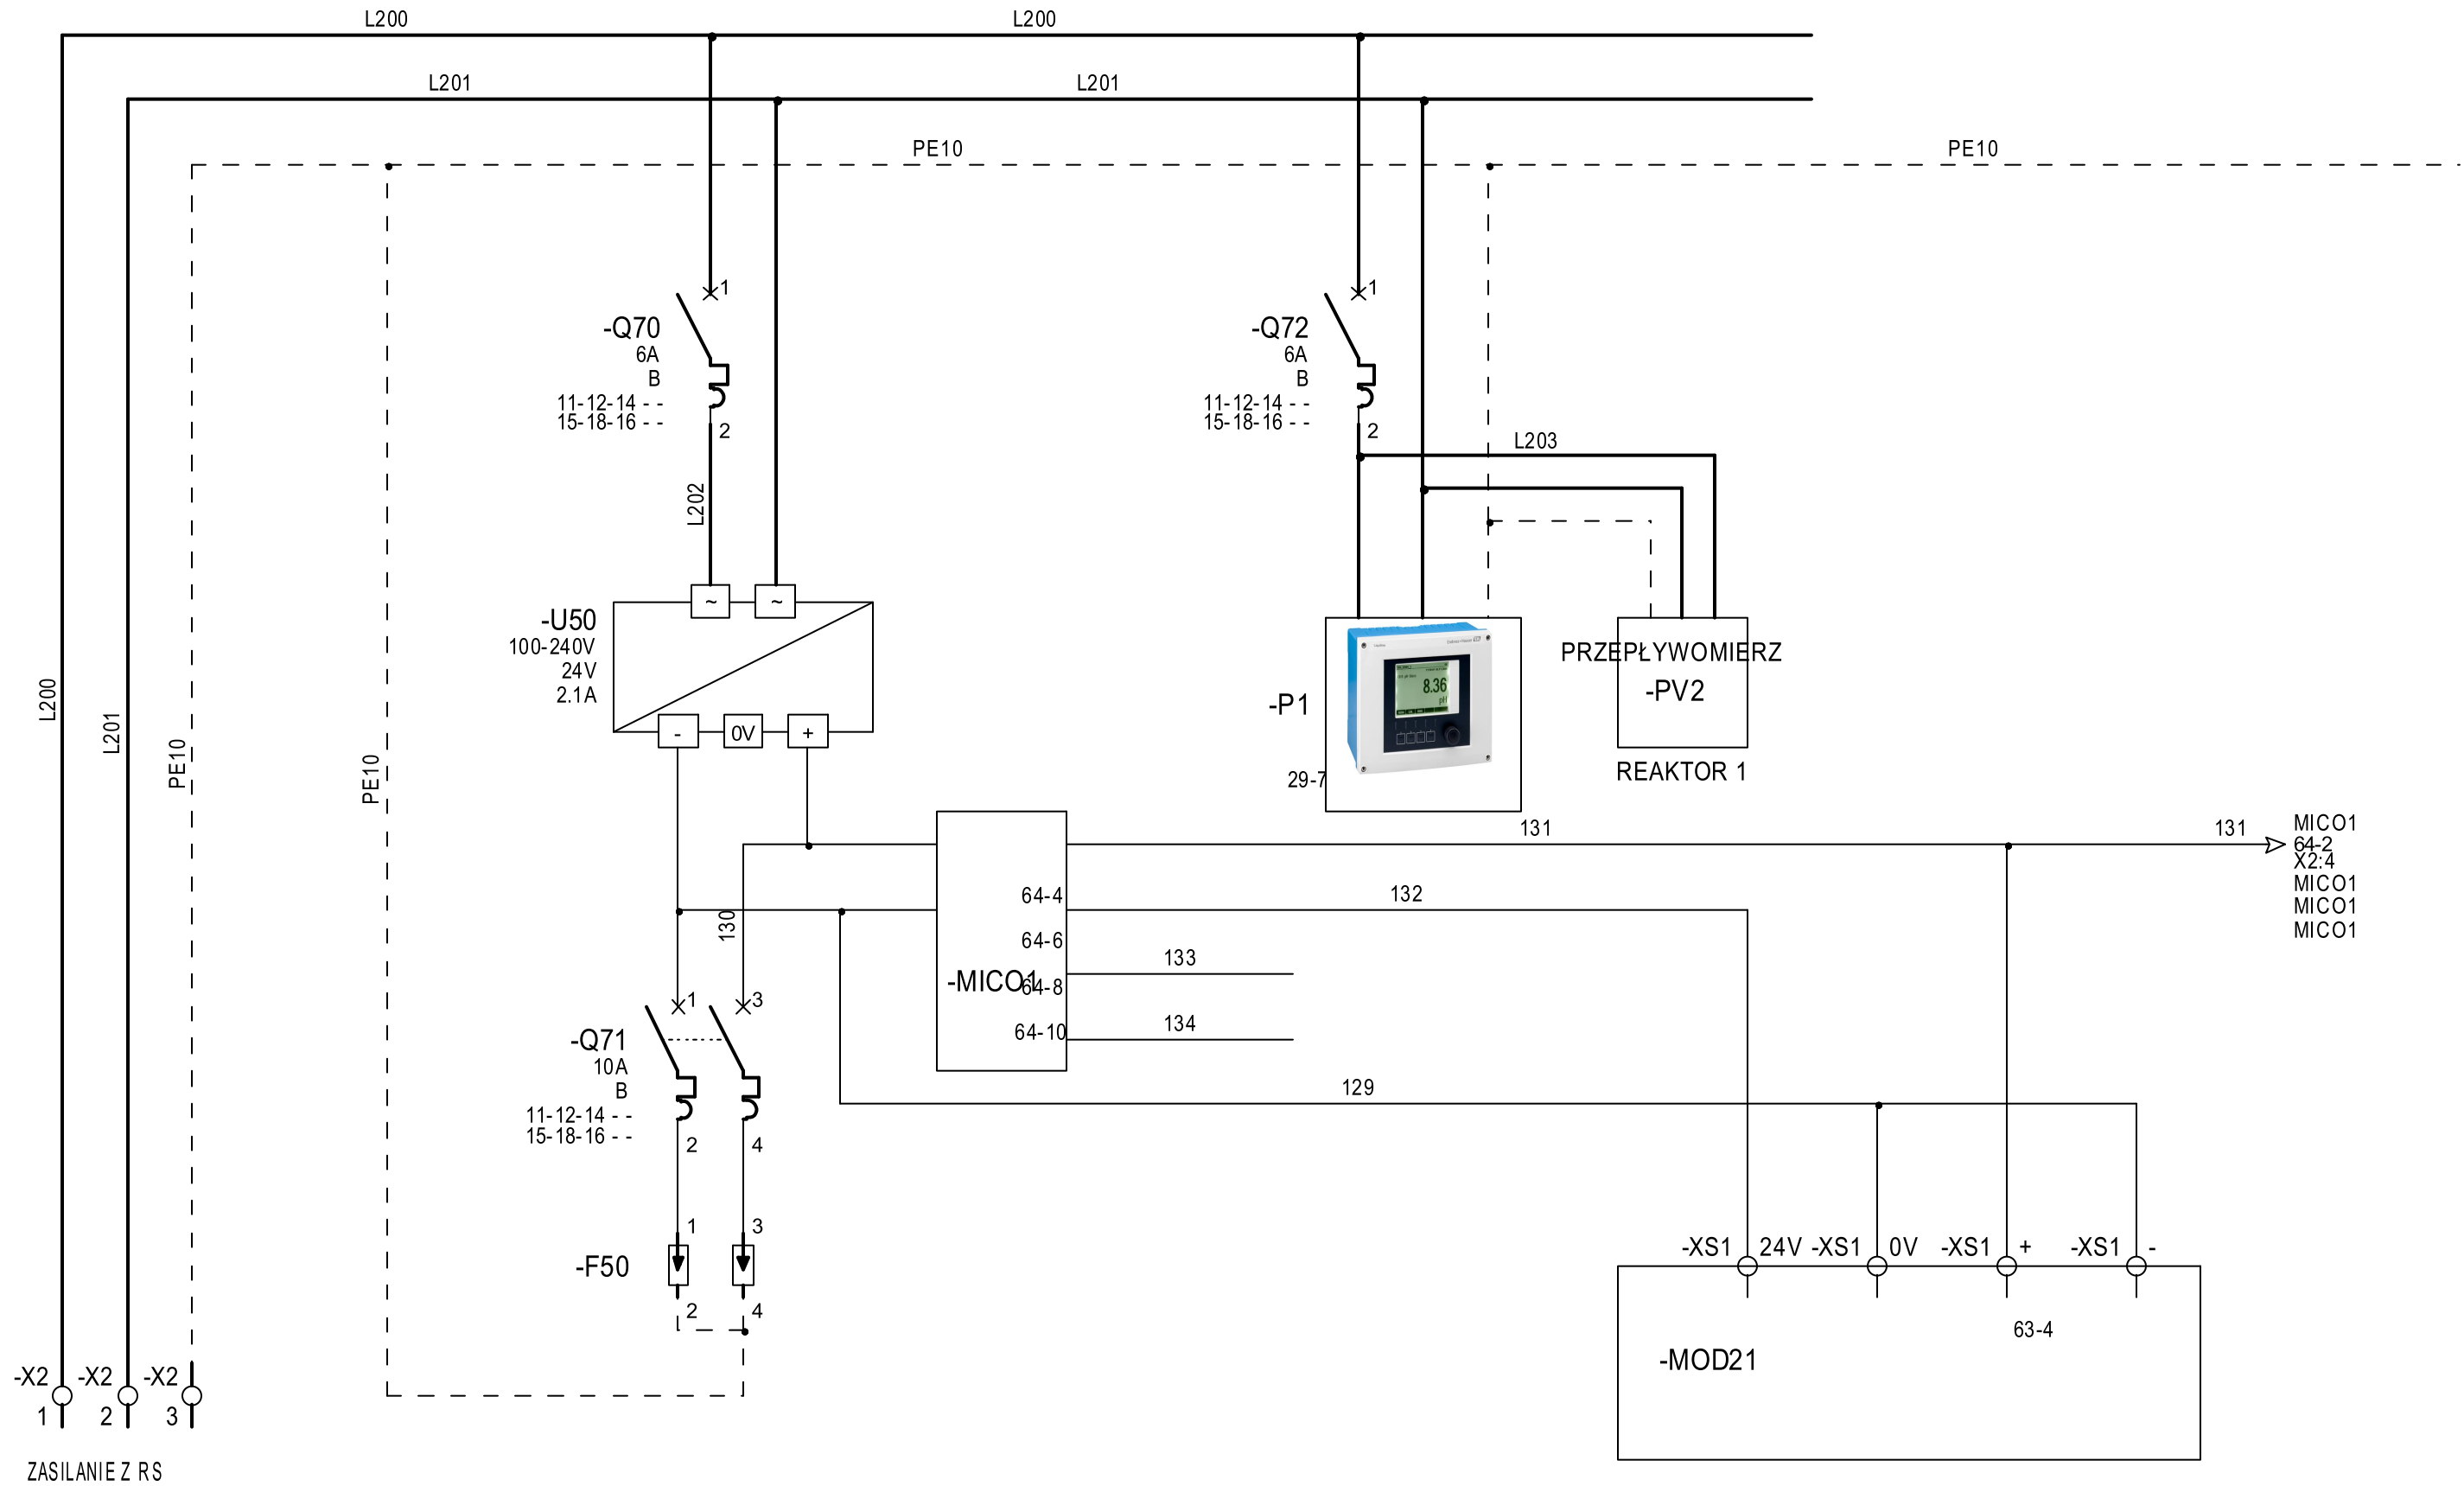 L200
L200
L201
L201
PE10
PE10
1
-Q70
6A
B
11-12-14 - -
15-18-16 - -
2
1
-Q72
6A
B
11-12-14 - -
15-18-16 - -
2
L203
L202
~
~
-U50
100-240V
24V
2.1A
-
0V
+
8.36
pH
-P1
29-7
PRZEPŁYWOMIERZ
-PV2
REAKTOR 1
L200
L201
PE10
PE10
131
131
MICO1
64-2
X2:4
MICO1
MICO1
MICO1
64-4
132
130
64-6
133
-MICO1
64-8
64-10
134
1
3
-Q71
10A
B
11-12-14 - -
15-18-16 - -
2
4
129
1
3
-F50
2
4
-XS1
24V
-XS1
0V
-XS1
+
-XS1
-
63-4
-MOD21
-X2
1
-X2
2
-X2
3
ZASILANIE Z RS